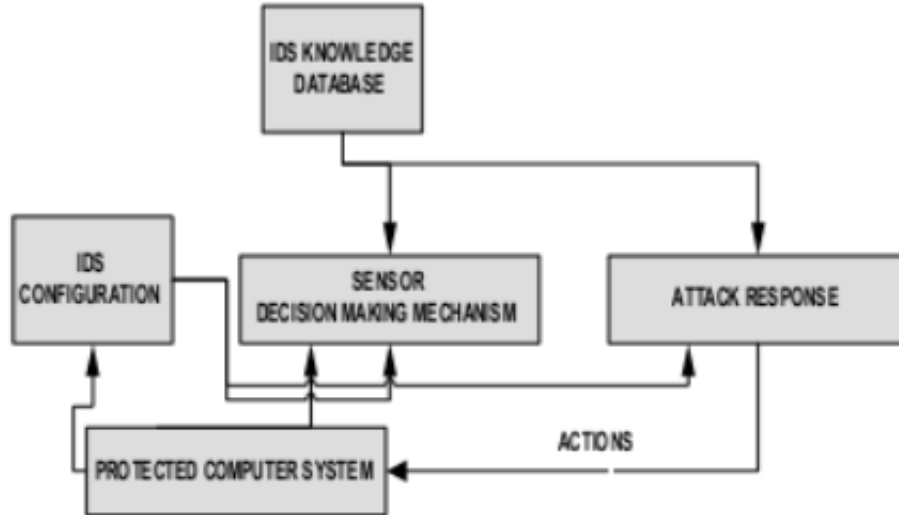 IDS KNOWLEDGE
DATABASE
IDS
CONFIGURATION
SENSOR
DECISION MAKING MECHANISM
ATTACK RESPONSE
PROTECTED COMPUTER SYSTEM
ACTIONS